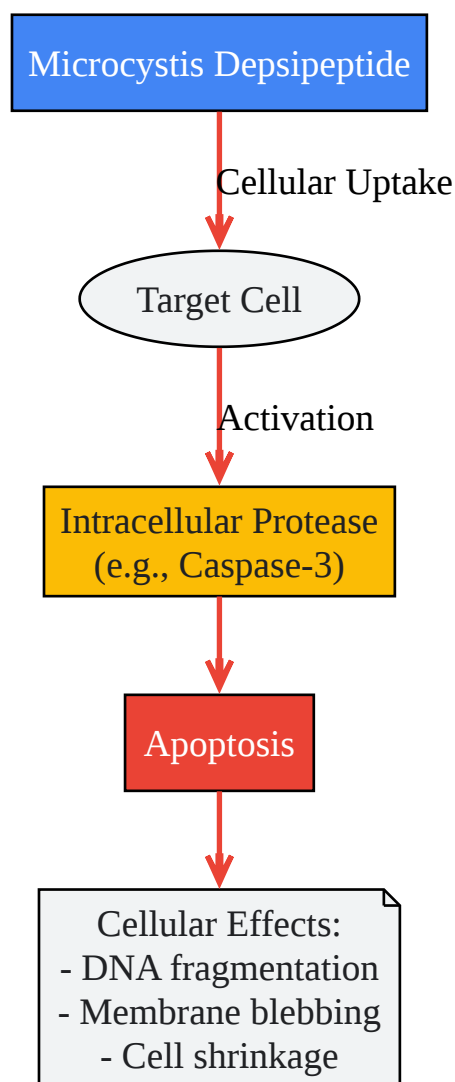 Microcystis Depsipeptide
Cellular Uptake
Target Cell
Activation
Intracellular Protease
(e.g., Caspase-3)
Apoptosis
Cellular Effects:
- DNA fragmentation
- Membrane blebbing
- Cell shrinkage